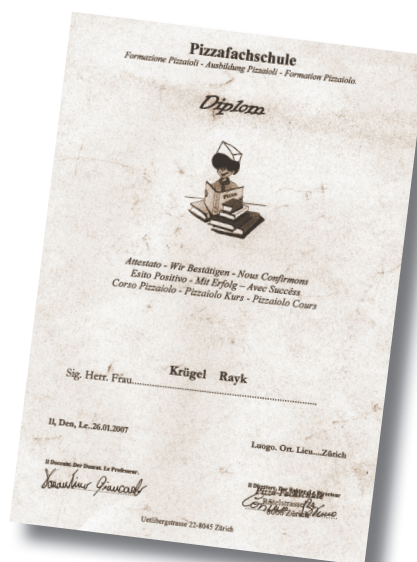 Pizzafachschule
Formazione Pizzaioli - Ausbildung Pizzaioli - Formation Pizzaiolo.
Diplom
Pizza
Attestato - Wir Bestätigen - Nous Confirmons
Esito Positivo - Mit Erfolg – Avec Succèss
Corso Pizzaiolo - Pizzaiolo Kurs - Pizzaiolo Cours
Sig. Herr. Frau.......Krügel Rayk
Il, Den, Le..26.01.2007
Luogo. Ort. Lieu....Zürich
Il Docente. Der Dozent. Le Professeur.
Uetlibergstrasse 22-8045 Zürich